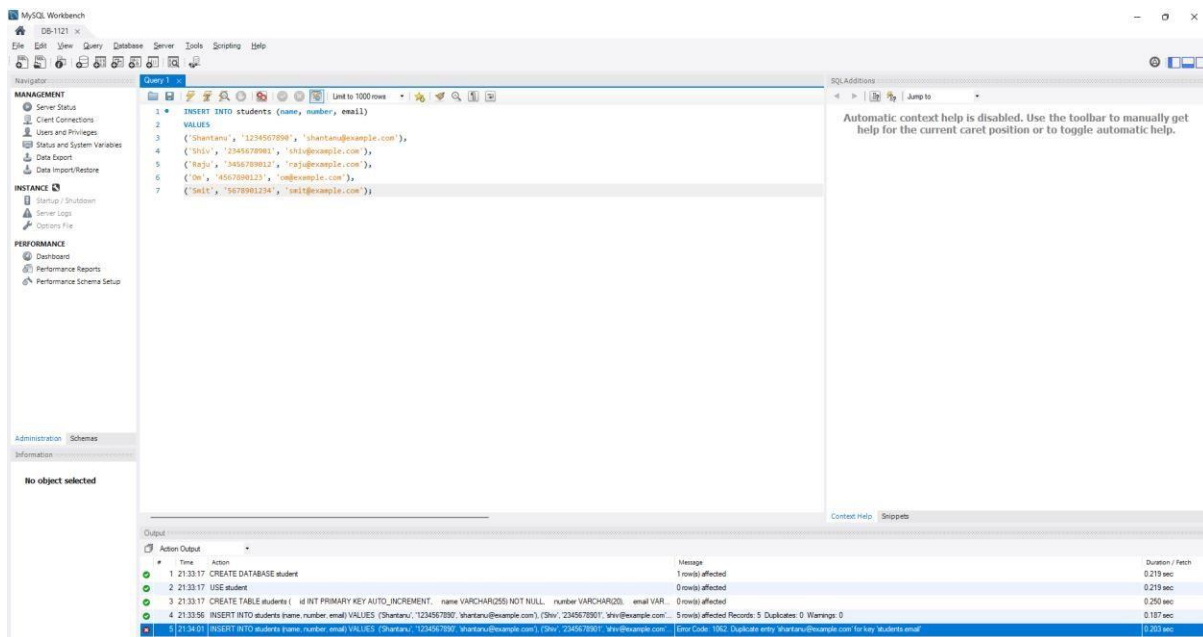 MySQL Workbench
DB-1121 ×
File Edit View Query Database Server Tools Scripting Help
Navigator
MANAGEMENT
Server Status
Client Connections
Users and Privileges
Status and System Variables
Data Export
Data Import/Restore
INSTANCE
Startup / Shutdown
Server Logs
Options File
PERFORMANCE
Dashboard
Performance Reports
Performance Schema Setup
Administration Schemas
Information
No object selected
Query 1 ×
Limit to 1000 rows
1 INSERT INTO students (name, number, email)
2 VALUES
3 ('Shantanu', '1234567890', 'shantanu@example.com'),
4 ('Shiv', '2345678901', 'shiv@example.com'),
5 ('Raju', '3456789012', 'raju@example.com'),
6 ('Om', '4567890123', 'om@example.com'),
7 ('Smit', '5678901234', 'smit@example.com');
SQLAdditions
Jump to
Automatic context help is disabled. Use the toolbar to manually get
help for the current caret position or to toggle automatic help.
Context Help Snippets
Output
Action Output
# Time Action Message Duration / Fetch
1 21:33:17 CREATE DATABASE student 1 row(s) affected 0.219 sec
2 21:33:17 USE student 0 row(s) affected 0.219 sec
3 21:33:17 CREATE TABLE students ( id INT PRIMARY KEY AUTO_INCREMENT, name VARCHAR(255) NOT NULL, number VARCHAR(20), email VAR... 0 row(s) affected 0.250 sec
4 21:33:56 INSERT INTO students (name, number, email) VALUES ('Shantanu', '1234567890', 'shantanu@example.com'), ('Shiv', '2345678901', 'shiv@example.com'... 5 row(s) affected Records: 5 Duplicates: 0 Warnings: 0 0.187 sec
5 21:34:01 INSERT INTO students (name, number, email) VALUES ('Shantanu', '1234567890', 'shantanu@example.com'), ('Shiv', '2345678901', 'shiv@example.com'... Error Code: 1062. Duplicate entry 'shantanu@example.com' for key 'students.email' 0.203 sec